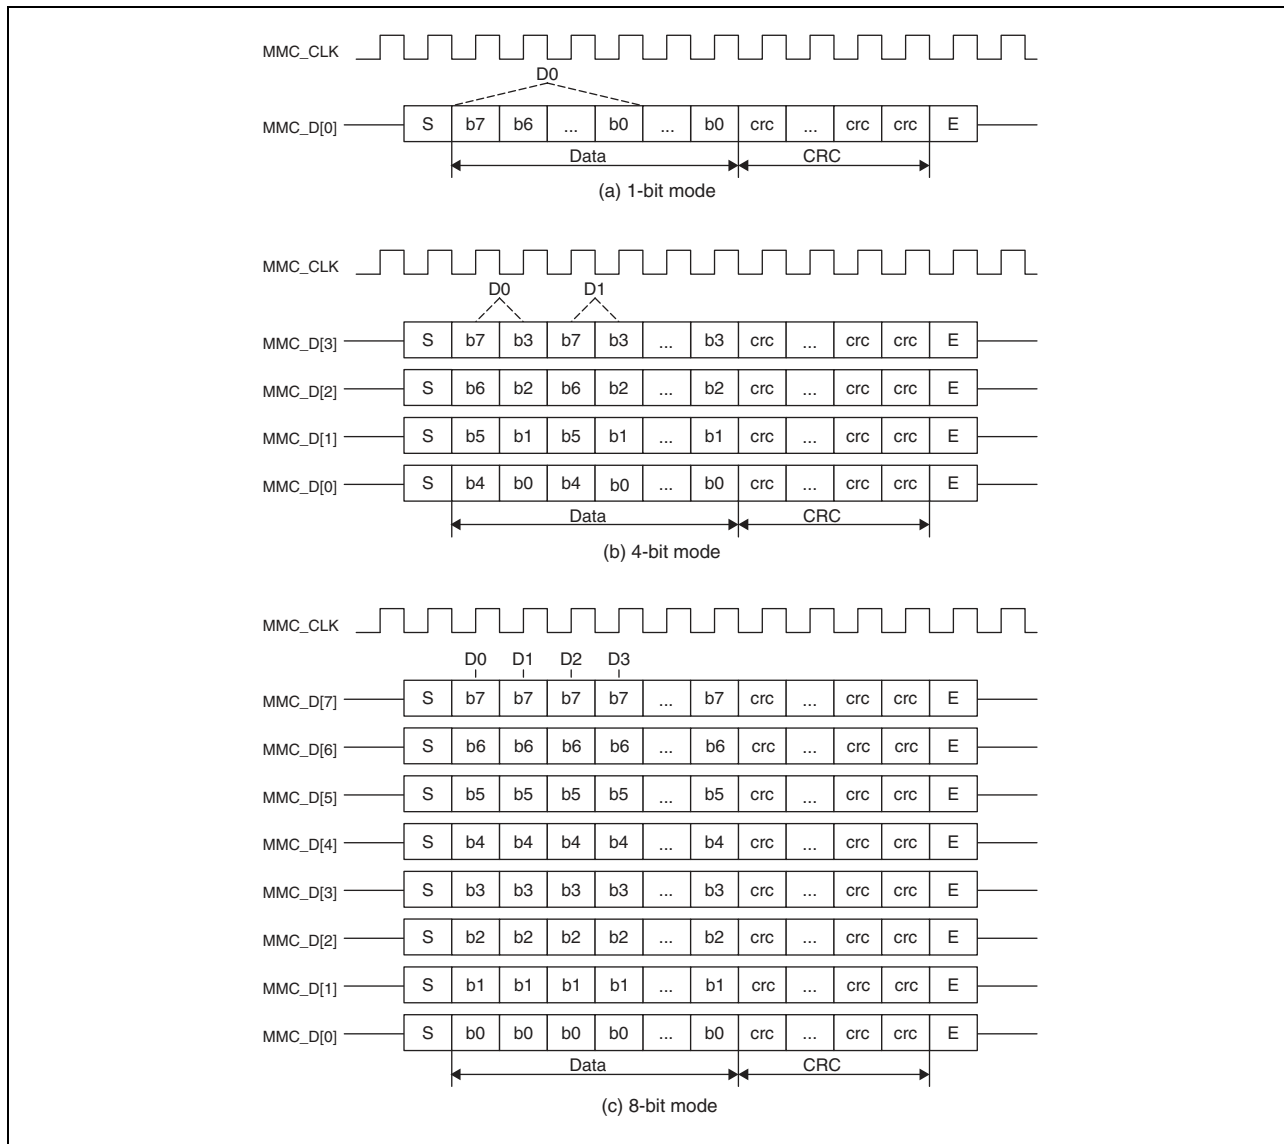 MMC_CLK
D0
MMC_D[0] S b7 b6 ... b0 ... b0 crc ... crc crc E
Data CRC
(a) 1-bit mode
MMC_CLK
D0 D1
MMC_D[3] S b7 b3 b7 b3 ... b3 crc ... crc crc E
MMC_D[2] S b6 b2 b6 b2 ... b2 crc ... crc crc E
MMC_D[1] S b5 b1 b5 b1 ... b1 crc ... crc crc E
MMC_D[0] S b4 b0 b4 b0 ... b0 crc ... crc crc E
Data CRC
(b) 4-bit mode
MMC_CLK
D0 D1 D2 D3
MMC_D[7] S b7 b7 b7 b7 ... b7 crc ... crc crc E
MMC_D[6] S b6 b6 b6 b6 ... b6 crc ... crc crc E
MMC_D[5] S b5 b5 b5 b5 ... b5 crc ... crc crc E
MMC_D[4] S b4 b4 b4 b4 ... b4 crc ... crc crc E
MMC_D[3] S b3 b3 b3 b3 ... b3 crc ... crc crc E
MMC_D[2] S b2 b2 b2 b2 ... b2 crc ... crc crc E
MMC_D[1] S b1 b1 b1 b1 ... b1 crc ... crc crc E
MMC_D[0] S b0 b0 b0 b0 ... b0 crc ... crc crc E
Data CRC
(c) 8-bit mode